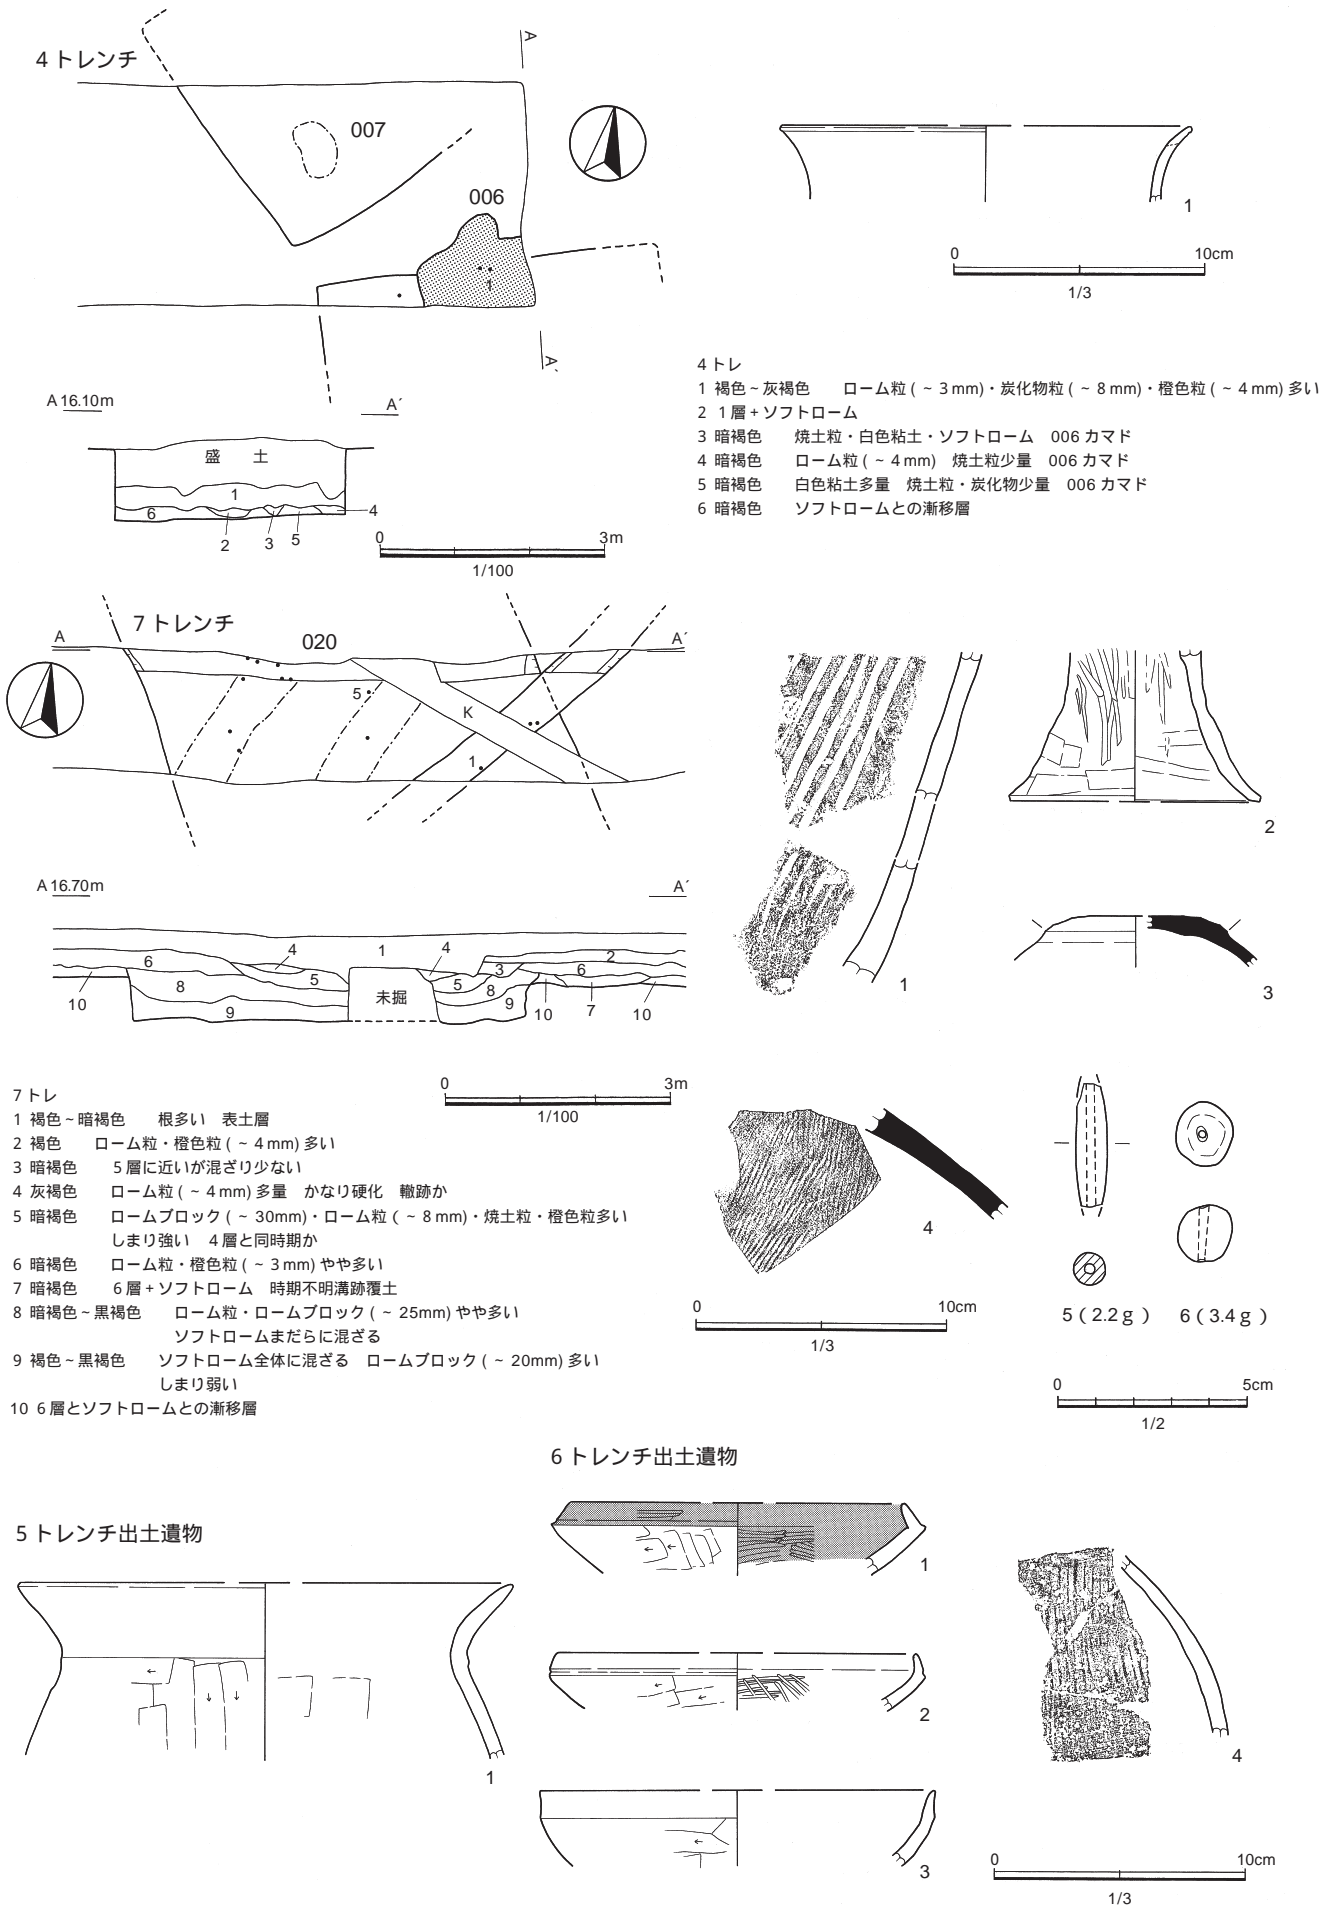 4 トレンチ
A
007
006
1
A´
A 16.10m
A´
盛 土
1
6
4
2
3
5
0
3m
1/100
1
0
10cm
1/3
4 トレ
1 褐色~灰褐色 ローム粒 ( ~ 3 mm)・炭化物粒 ( ~ 8 mm)・橙色粒 ( ~ 4 mm) 多い
2 1 層 + ソフトローム
3 暗褐色 焼土粒・白色粘土・ソフトローム 006 カマド
4 暗褐色 ローム粒 ( ~ 4 mm) 焼土粒少量 006 カマド
5 暗褐色 白色粘土多量 焼土粒・炭化物少量 006 カマド
6 暗褐色 ソフトロームとの漸移層
7 トレンチ
A
020
A´
5
K
1
A 16.70m
A´
4
1
4
2
6
3
6
8
5
5
8
未掘
9
9
10
10
7
10
0
3m
1/100
7 トレ
1 褐色~暗褐色 根多い 表土層
2 褐色 ローム粒・橙色粒 ( ~ 4 mm) 多い
3 暗褐色 5 層に近いが混ざり少ない
4 灰褐色 ローム粒 ( ~ 4 mm) 多量 かなり硬化 轍跡か
5 暗褐色 ロームブロック ( ~ 30mm)・ローム粒 ( ~ 8 mm)・焼土粒・橙色粒多い
しまり強い 4 層と同時期か
6 暗褐色 ローム粒・橙色粒 ( ~ 3 mm) やや多い
7 暗褐色 6 層 + ソフトローム 時期不明溝跡覆土
8 暗褐色~黒褐色 ローム粒・ロームブロック ( ~ 25mm) やや多い
ソフトロームまだらに混ざる
9 褐色~黒褐色 ソフトローム全体に混ざる ロームブロック ( ~ 20mm) 多い
しまり弱い
10 6 層とソフトロームとの漸移層
1
2
3
4
0
10cm
1/3
5 ( 2.2 g )
6 ( 3.4 g )
0
5cm
1/2
5 トレンチ出土遺物
1
6 トレンチ出土遺物
1
2
3
4
0
10cm
1/3